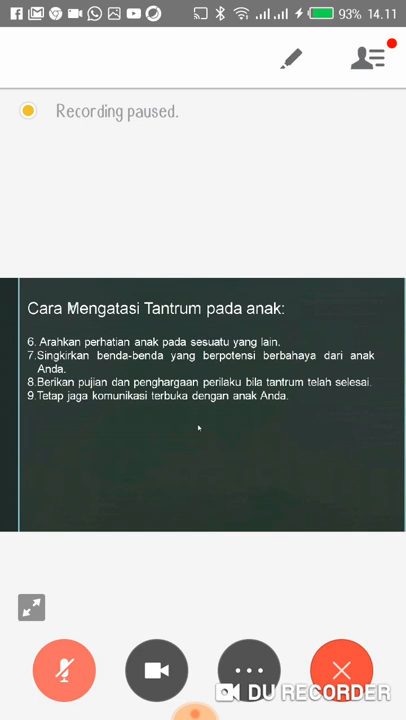 93% 14.11
Recording paused.
Cara Mengatasi Tantrum pada anak:
6. Arahkan perhatian anak pada sesuatu yang lain.
7.Singkirkan benda-benda yang berpotensi berbahaya dari anak
Anda.
8.Berikan pujian dan penghargaan perilaku bila tantrum telah selesai.
9.Tetap jaga komunikasi terbuka dengan anak Anda.
DU RECORDER